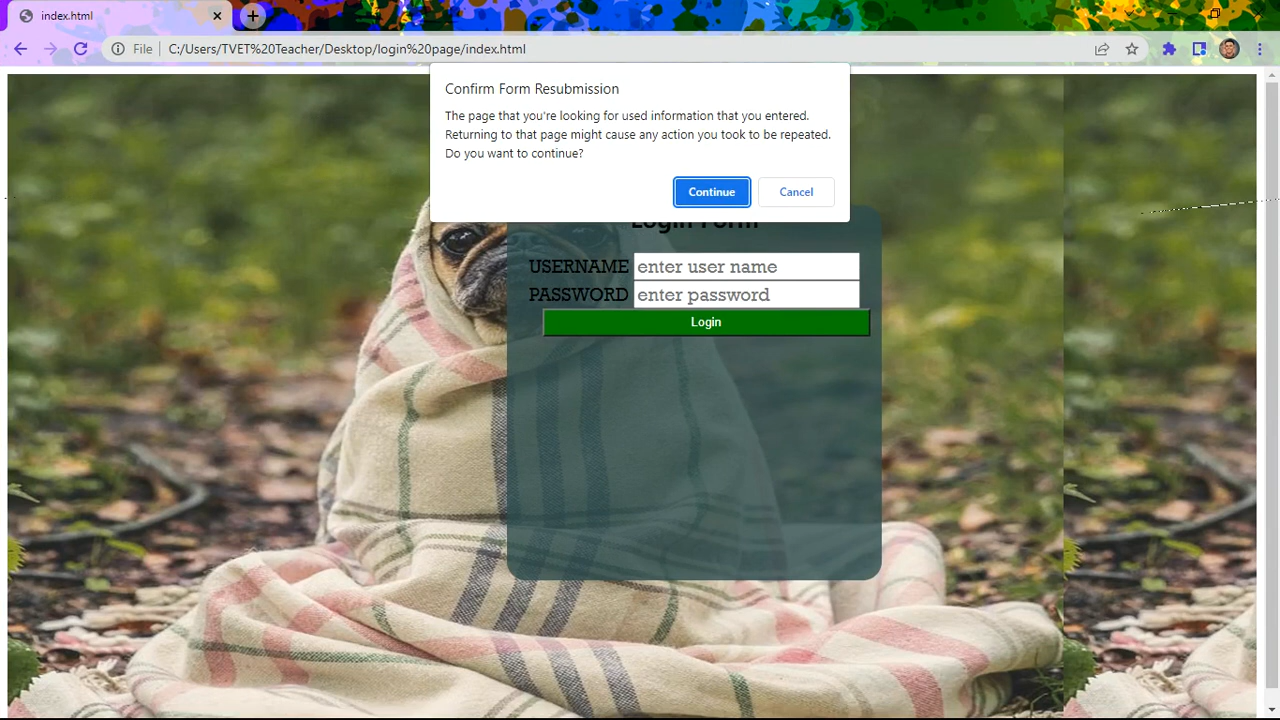 index.html
File
C:/Users/TVET%20Teacher/Desktop/login%20page/index.html
Confirm Form Resubmission
The page that you're looking for used information that you entered.
Returning to that page might cause any action you took to be repeated.
Do you want to continue?
Continue
Cancel
Login Form
USERNAME enter user name
PASSWORD enter password
Login